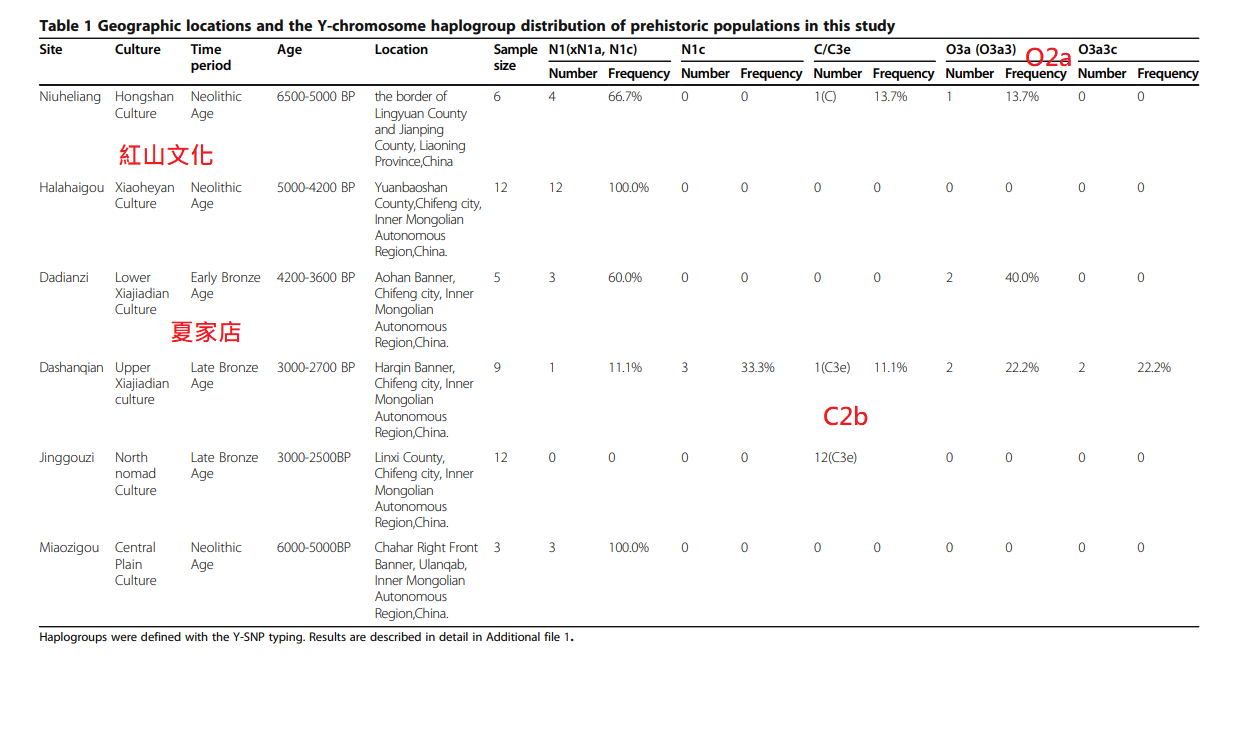 Table 1 Geographic locations and the Y-chromosome haplogroup distribution of prehistoric populations in this study
Site Culture Time period Age Location Sample size N1(xN1a, N1c) N1c C/C3e O3a (O3a3) O2a O3a3c
Number Frequency Number Frequency Number Frequency Number Frequency Number Frequency
Niuheliang Hongshan Neolithic 6500-5000 BP the border of 6 4 66.7% 0 0 1(C) 13.7% 1 13.7% 0 0
Culture Age Lingyuan County
and Jianping
County, Liaoning
紅山文化 Province,China
Halahaigou Xiaoheyan Neolithic 5000-4200 BP Yuanbaoshan 12 12 100.0% 0 0 0 0 0 0 0 0
Culture Age County,Chifeng city,
Inner Mongolian
Autonomous
Region,China.
Dadianzi Lower Early Bronze 4200-3600 BP Aohan Banner, 5 3 60.0% 0 0 0 0 2 40.0% 0 0
Xiajiadian Age Chifeng city, Inner
Culture Mongolian
夏家店 Autonomous
Region,China.
Dashanqian Upper Late Bronze 3000-2700 BP Harqin Banner, 9 1 11.1% 3 33.3% 1(C3e) 11.1% 2 22.2% 2 22.2%
Xiajiadian Age Chifeng city, Inner
culture Mongolian
Autonomous C2b
Region,China.
Jinggouzi North Late Bronze 3000-2500BP Linxi County, 12 0 0 0 0 12(C3e) 0 0 0 0
nomad Age Chifeng city, Inner
Culture Mongolian
Autonomous
Region,China.
Miaozigou Central Neolithic 6000-5000BP Chahar Right Front 3 3 100.0% 0 0 0 0 0 0 0 0
Plain Age Banner, Ulanqab,
Culture Inner Mongolian
Autonomous
Region,China.
Haplogroups were defined with the Y-SNP typing. Results are described in detail in Additional file 1.